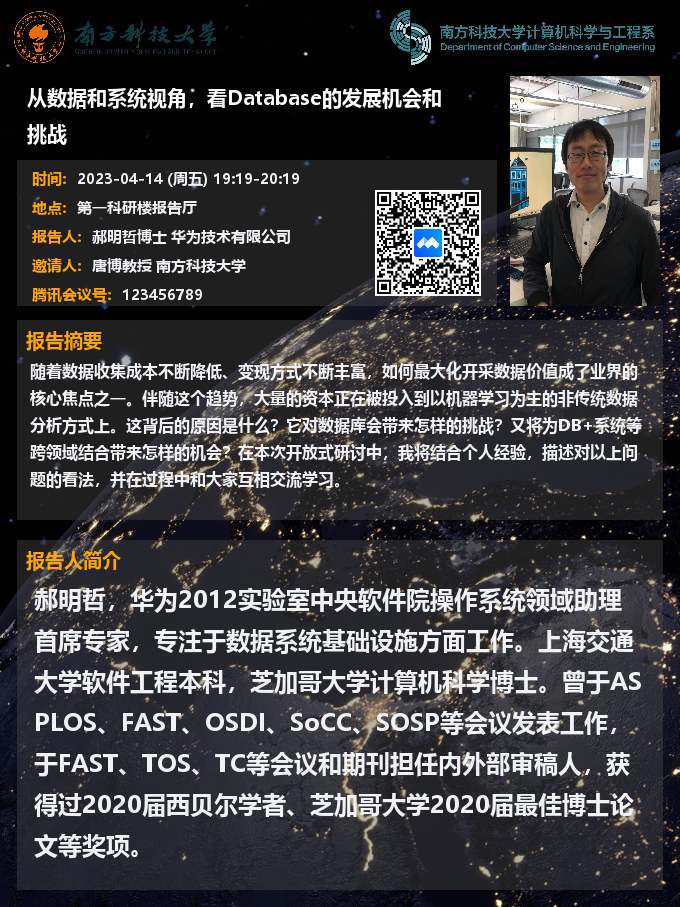 南方科技大学
SOUTHERN UNIVERSITY OF SCIENCE AND TECHNOLOGY
南方科技大学计算机科学与工程系
Department of Computer Science and Engineering
从数据和系统视角，看Database的发展机会和
挑战
时间：2023-04-14 (周五) 19:19-20:19
地点：第一科研楼报告厅
报告人：郝明哲博士 华为技术有限公司
邀请人：唐博教授 南方科技大学
腾讯会议号：123456789
报告摘要
随着数据收集成本不断降低、变现方式不断丰富，如何最大化开采数据价值成了业界的
核心焦点之一。伴随这个趋势，大量的资本正在被投入到以机器学习为主的非传统数据
分析方式上。这背后的原因是什么？它对数据库会带来怎样的挑战？又将为DB+系统等
跨领域结合带来怎样的机会？在本次开放式研讨中，我将结合个人经验，描述对以上问
题的看法，并在过程中和大家互相交流学习。
报告人简介
郝明哲，华为2012实验室中央软件院操作系统领域助理
首席专家，专注于数据系统基础设施方面工作。上海交通
大学软件工程本科，芝加哥大学计算机科学博士。曾于AS
PLOS、FAST、OSDI、SoCC、SOSP等会议发表工作，
于FAST、TOS、TC等会议和期刊担任内外部审稿人，获
得过2020届西贝尔学者、芝加哥大学2020届最佳博士论
文等奖项。